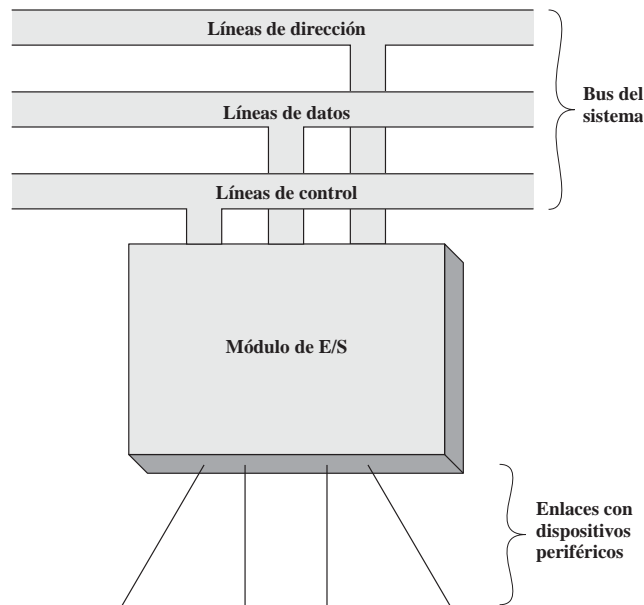 Líneas de dirección
Líneas de datos
Líneas de control
Bus del
sistema
Módulo de E/S
Enlaces con
dispositivos
periféricos